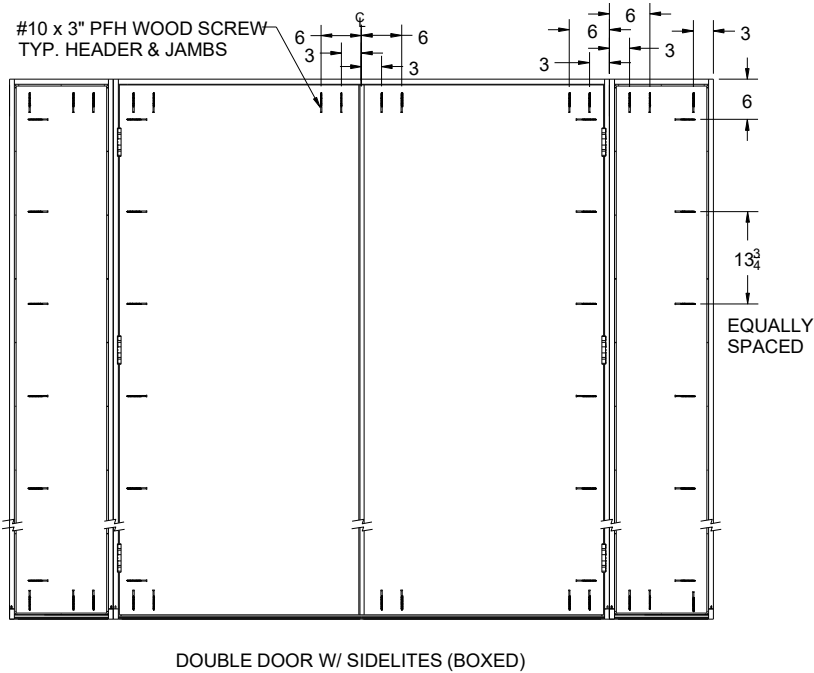 #10 x 3" PFH WOOD SCREW
TYP. HEADER & JAMBS
℄
6
6
3
3
6
6
3
3
3
6
13 3/4
EQUALLY
SPACED
DOUBLE DOOR W/ SIDELITES (BOXED)